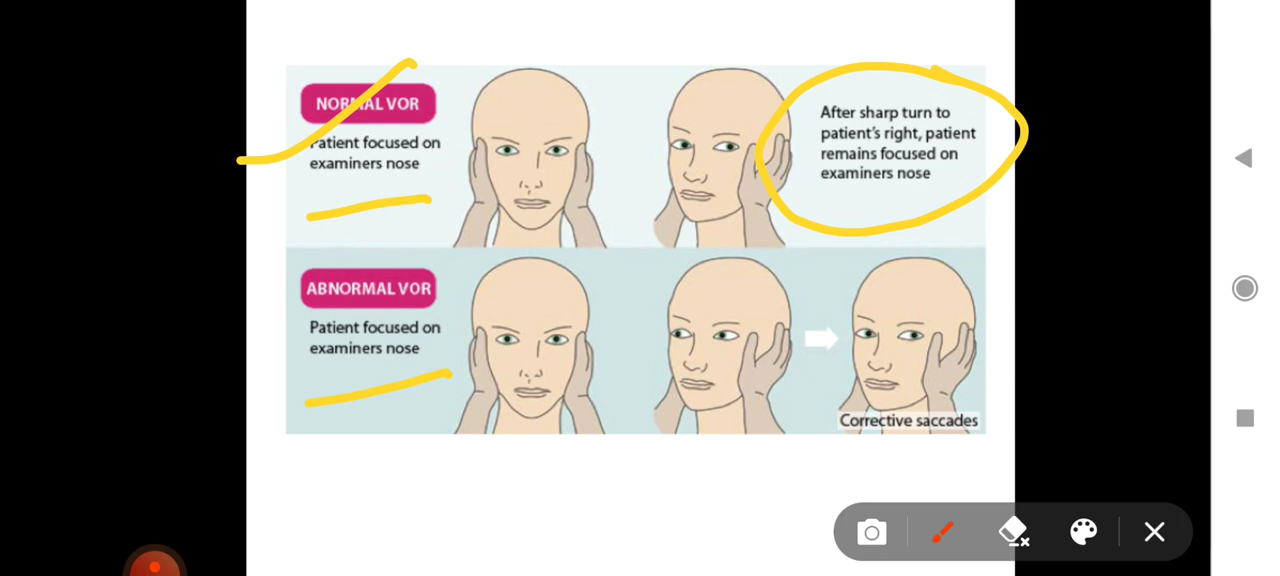 NORMAL VOR
Patient focused on
examiners nose
After sharp turn to
patient's right, patient
remains focused on
examiners nose
ABNORMAL VOR
Patient focused on
examiners nose
Corrective saccades